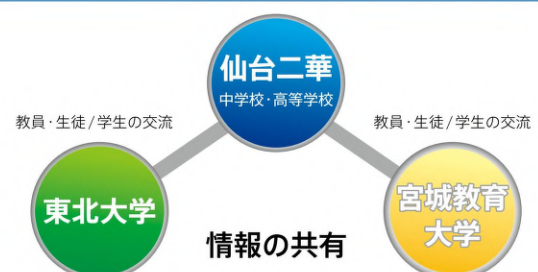 仙台二華
中学校・高等学校
教員・生徒/学生の交流
教員・生徒/学生の交流
東北大学
宮城教育
大学
情報の共有